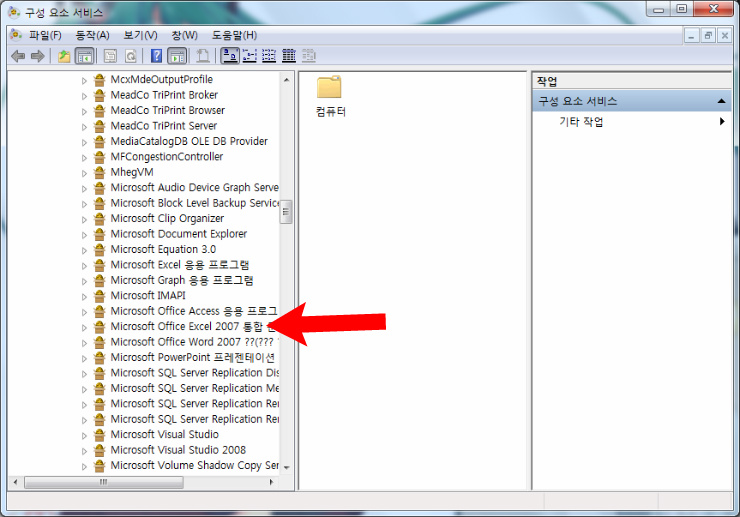 구성 요소 서비스
파일(F) 동작(A) 보기(V) 창(W) 도움말(H)
McxMdeOutputProfile
MeadCo TriPrint Broker
MeadCo TriPrint Browser
MeadCo TriPrint Server
MediaCatalogDB OLE DB Provider
MFCongestionController
MhegVM
Microsoft Audio Device Graph Serve
Microsoft Block Level Backup Service
Microsoft Clip Organizer
Microsoft Document Explorer
Microsoft Equation 3.0
Microsoft Excel 응용 프로그램
Microsoft Graph 응용 프로그램
Microsoft IMAPI
Microsoft Office Access 응용 프로그
Microsoft Office Excel 2007 통합
Microsoft Office Word 2007 ??(???
Microsoft PowerPoint 프레젠테이션
Microsoft SQL Server Replication Dis
Microsoft SQL Server Replication Me
Microsoft SQL Server Replication Rei
Microsoft SQL Server Replication Rei
Microsoft Visual Studio
Microsoft Visual Studio 2008
Microsoft Volume Shadow Copy Ser
컴퓨터
작업
구성 요소 서비스
기타 작업